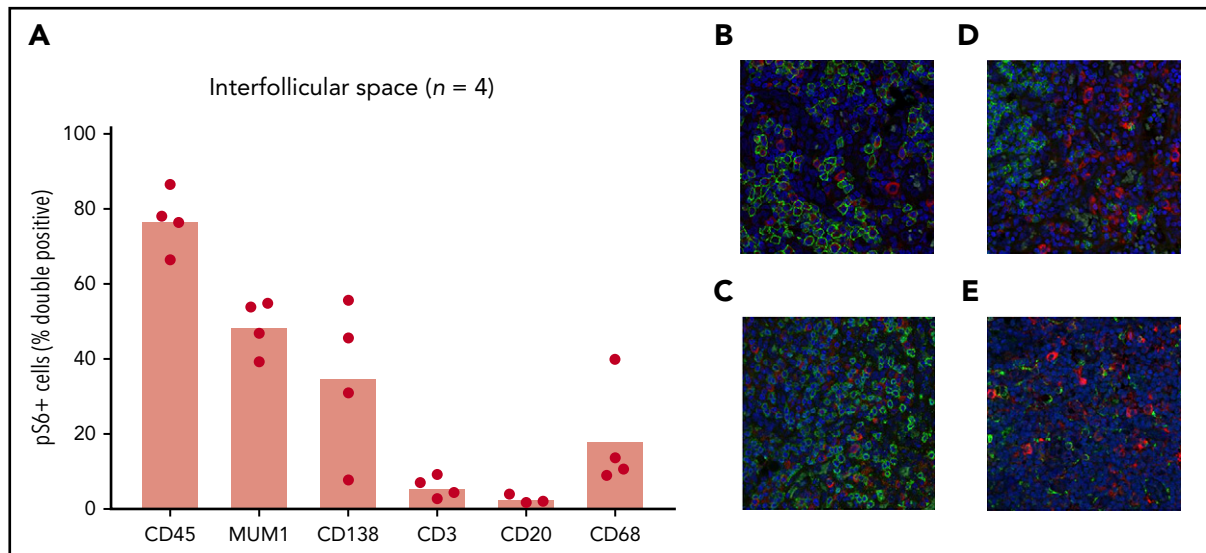 A
B
D
Interfollicular space (n = 4)
100
80
60
40
20
0
pS6+ cells (% double positive)
CD45 MUM1 CD138 CD3 CD20 CD68
C
E